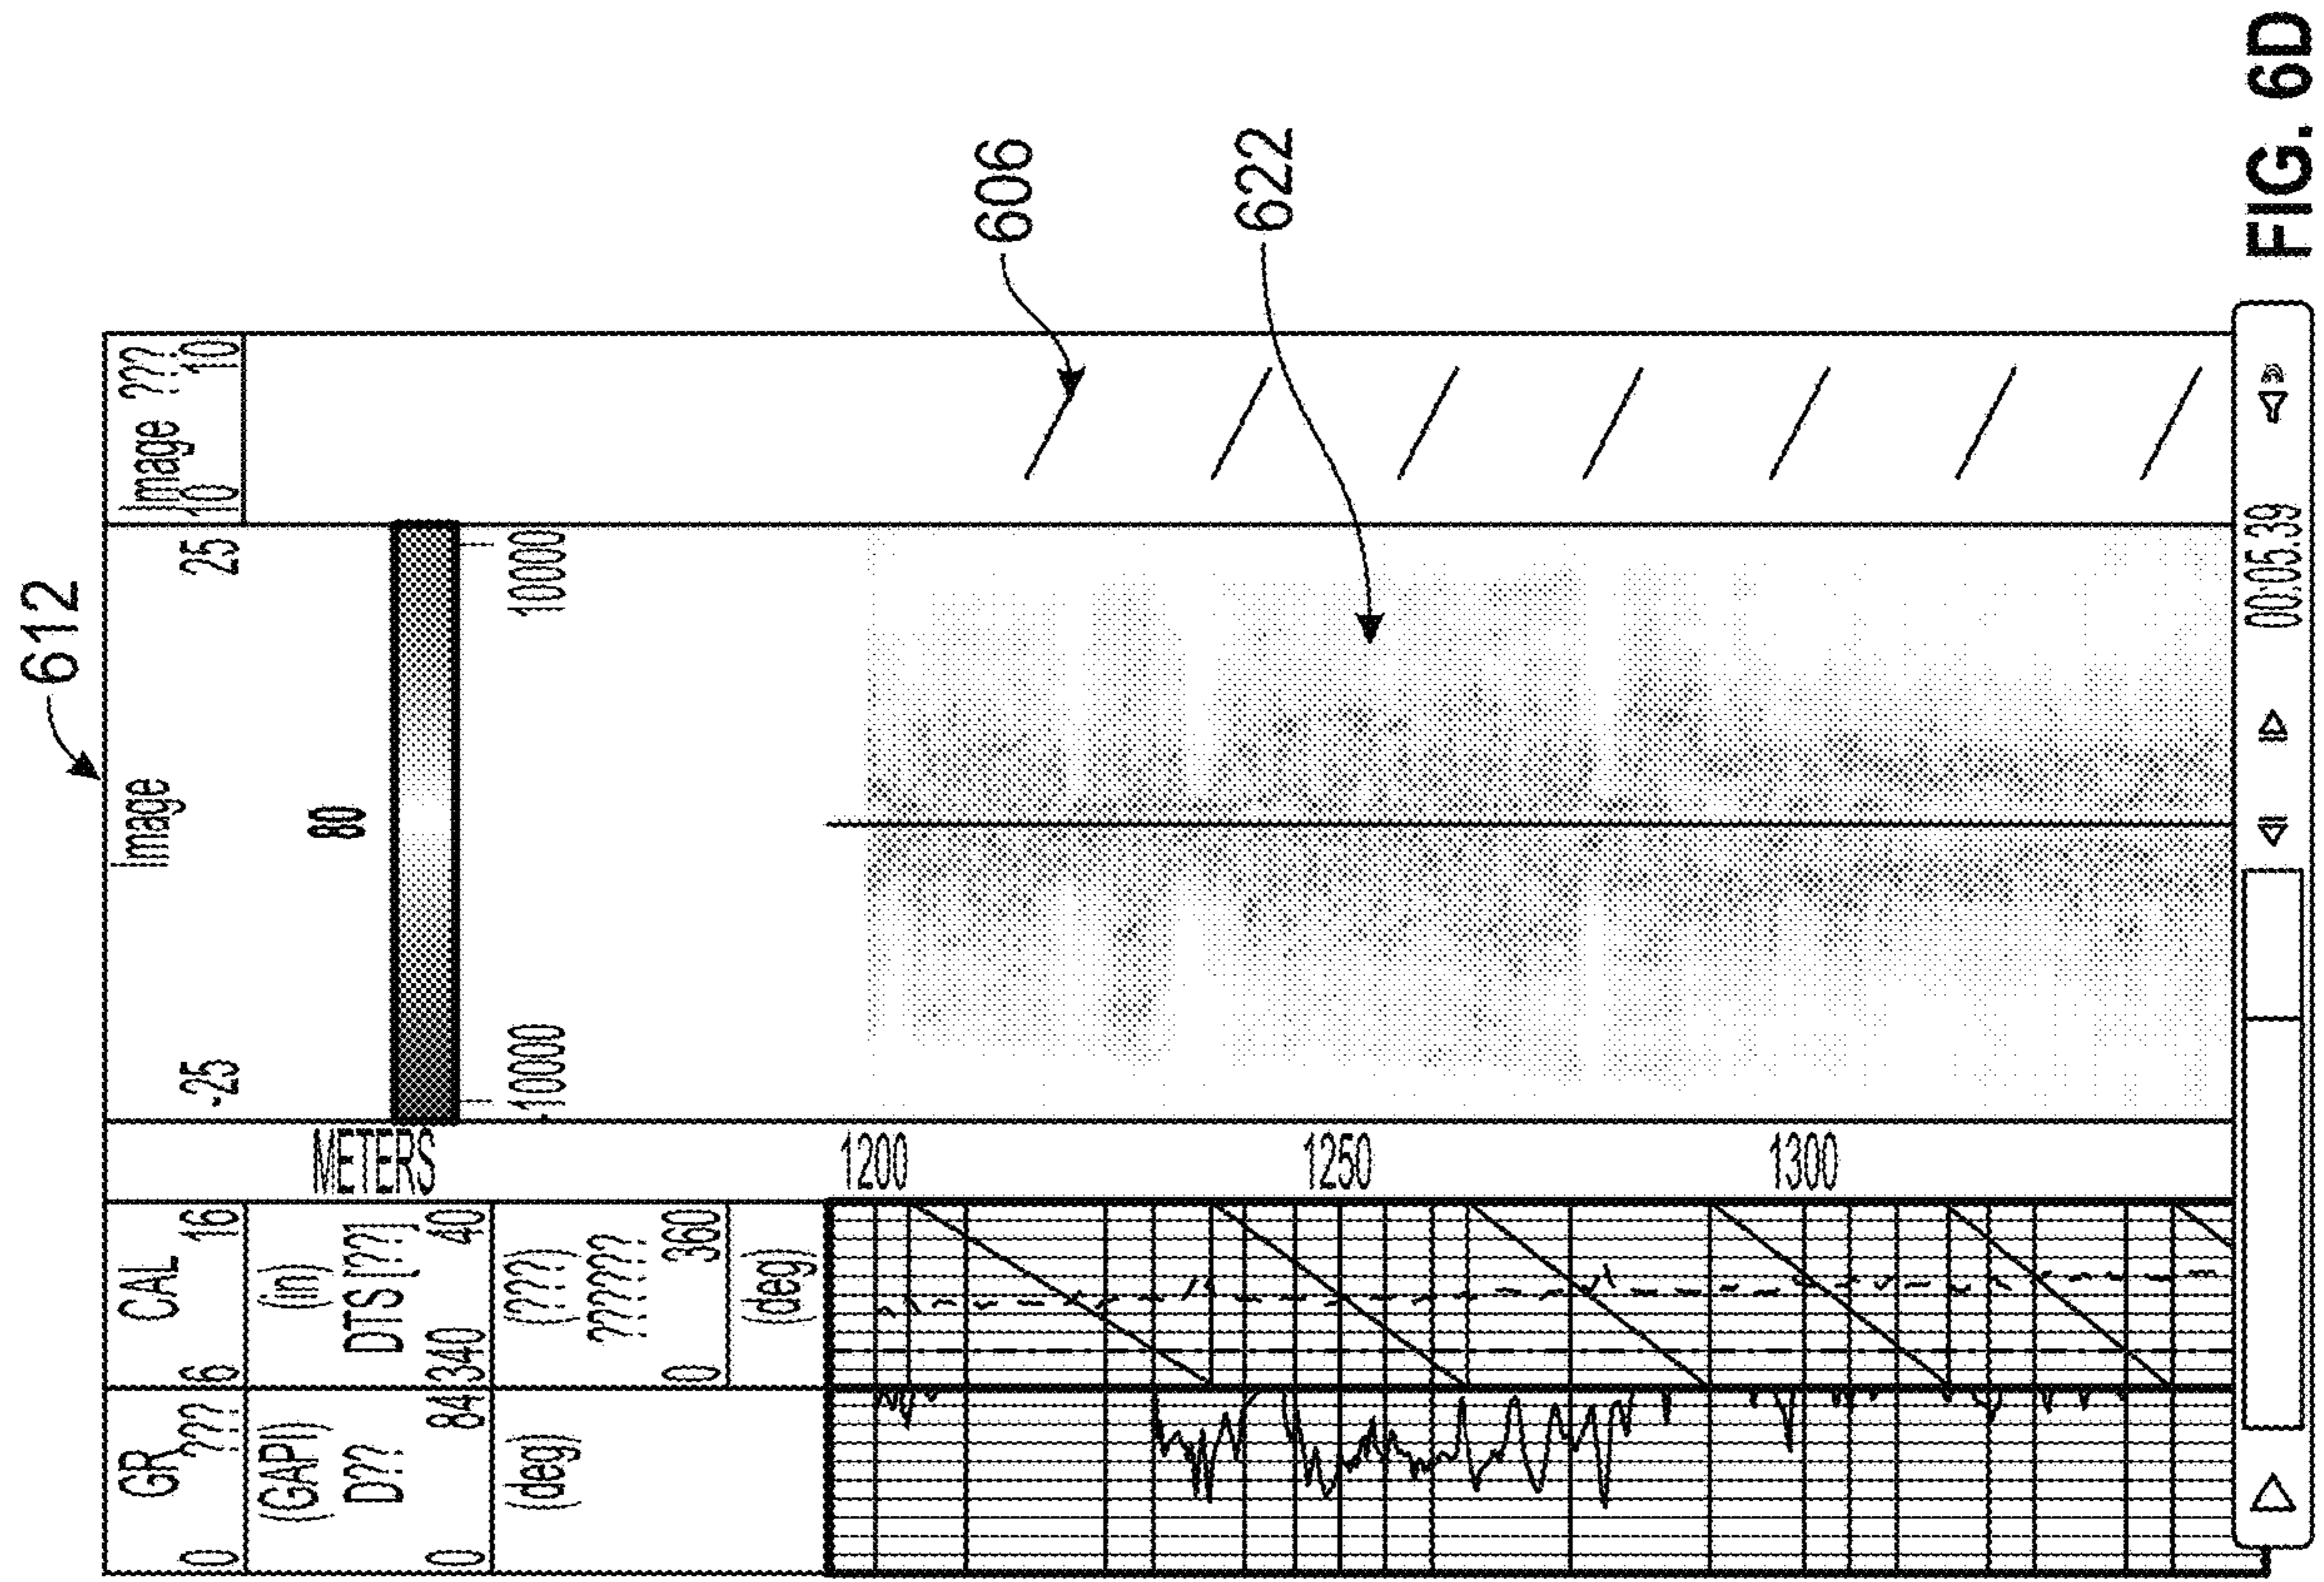 612
GR CAL Image Image ???
0 ??? 6 16 -25 25 10 10
(GAPI) (in)
D?? DTS [??] METERS 80
0 84 340 40
(deg) (????) -10000 10000
??????
0 360
(deg)
1200
606
622
1250
1300
00:05.39
FIG. 6D